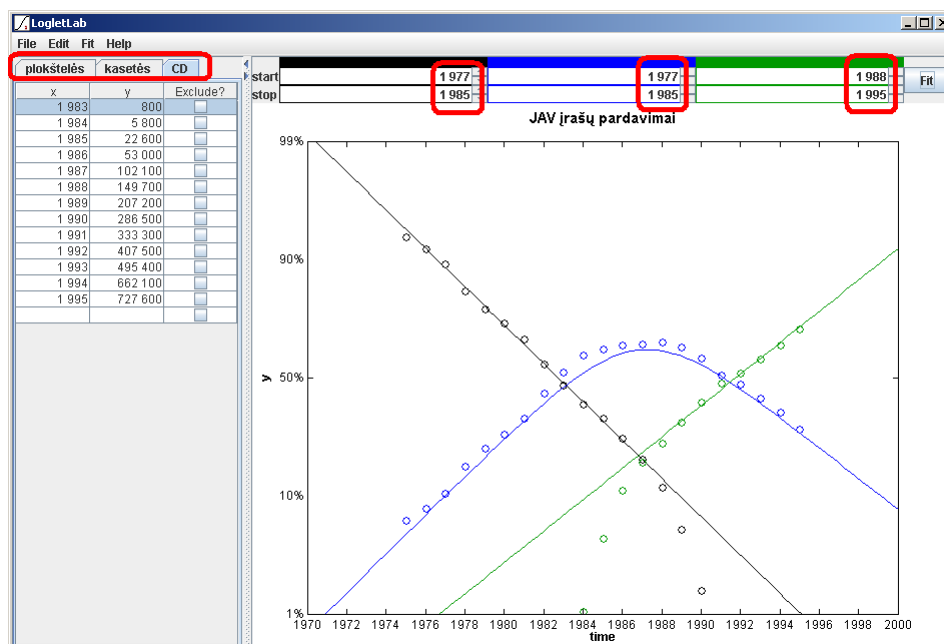 LogletLab
File Edit Fit Help
plokštelės kasetės CD
x y Exclude?
1 983 800
1 984 5 800
1 985 22 600
1 986 53 000
1 987 102 100
1 988 149 700
1 989 207 200
1 990 286 500
1 991 333 300
1 992 407 500
1 993 495 400
1 994 662 100
1 995 727 600
start 1 977 1 977 1 988
stop 1 985 1 985 1 995
Fit
JAV įrašų pardavimai
99%
90%
50%
10%
1%
y
1970 1972 1974 1976 1978 1980 1982 1984 1986 1988 1990 1992 1994 1996 1998 2000
time